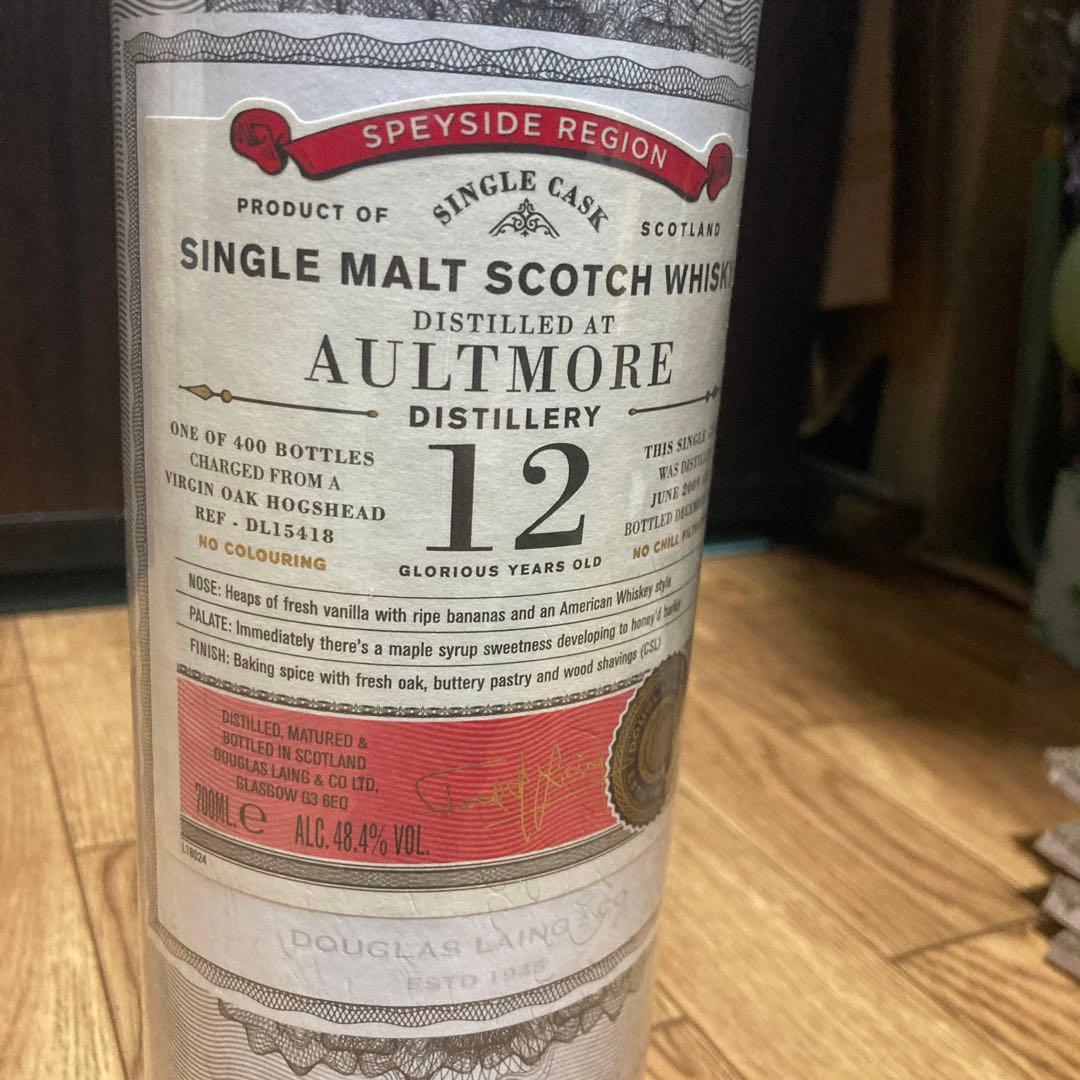 SPEYSIDE REGION
PRODUCT OF SINGLE CASK SCOTLAND
SINGLE MALT SCOTCH WHISKY
DISTILLED AT
AULTMORE
DISTILLERY
ONE OF 400 BOTTLES
CHARGED FROM A
VIRGIN OAK HOGSHEAD
REF - DL15418
NO COLOURING
12
GLORIOUS YEARS OLD
THIS SINGLE
WAS
JUNE
BOTTLED
NO CHILL
NOSE: Heaps of fresh vanilla with ripe bananas and an American Whiskey style
PALATE: Immediately there's a maple syrup sweetness developing to honey'd barley
FINISH: Baking spice with fresh oak, buttery pastry and wood shavings (CSL)
DISTILLED, MATURED &
BOTTLED IN SCOTLAND
DOUGLAS LAING & CO LTD,
GLASGOW G3 6EQ
700ML. e ALC. 48.4% VOL.
L18024
DOUGLAS LAING & CO
ESTD 1948